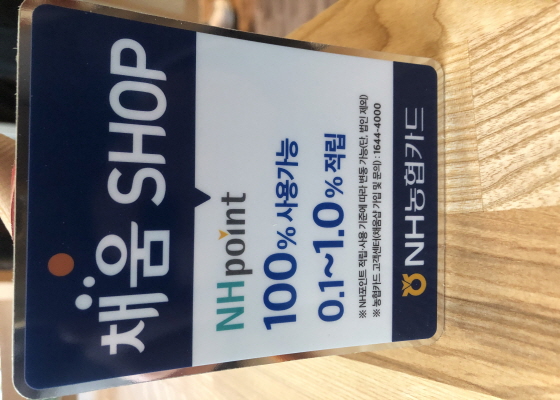 채움 SHOP
NHpoint
100% 사용가능
0.1~1.0% 적립
※ NH포인트 적립·사용 기준에 따라 변동 가능(단, 법인 제외)
※ 농협카드 고객센터(채움샵 가입 및 문의) : 1644-4000
NH농협카드